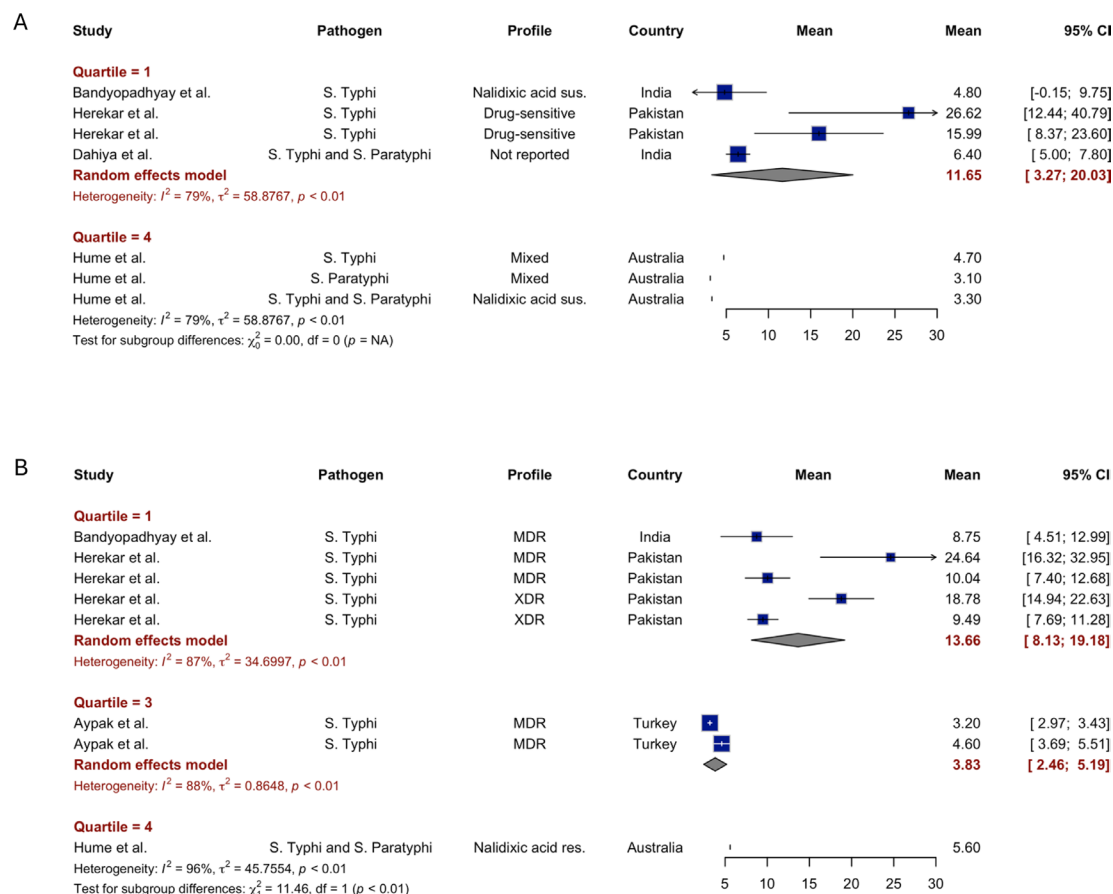 A
Study Pathogen Profile Country Mean Mean 95% CI
Quartile = 1
Bandyopadhyay et al. S. Typhi Nalidixic acid sus. India 4.80 [-0.15; 9.75]
Herekar et al. S. Typhi Drug-sensitive Pakistan 26.62 [12.44; 40.79]
Herekar et al. S. Typhi Drug-sensitive Pakistan 15.99 [ 8.37; 23.60]
Dahiya et al. S. Typhi and S. Paratyphi Not reported India 6.40 [ 5.00; 7.80]
Random effects model 11.65 [ 3.27; 20.03]
Heterogeneity: I² = 79%, τ² = 58.8767, p < 0.01
Quartile = 4
Hume et al. S. Typhi Mixed Australia 4.70
Hume et al. S. Paratyphi Mixed Australia 3.10
Hume et al. S. Typhi and S. Paratyphi Nalidixic acid sus. Australia 3.30
Heterogeneity: I² = 79%, τ² = 58.8767, p < 0.01
Test for subgroup differences: χ²₀ = 0.00, df = 0 (p = NA)
5 10 15 20 25 30
B
Study Pathogen Profile Country Mean Mean 95% CI
Quartile = 1
Bandyopadhyay et al. S. Typhi MDR India 8.75 [ 4.51; 12.99]
Herekar et al. S. Typhi MDR Pakistan 24.64 [16.32; 32.95]
Herekar et al. S. Typhi MDR Pakistan 10.04 [ 7.40; 12.68]
Herekar et al. S. Typhi XDR Pakistan 18.78 [14.94; 22.63]
Herekar et al. S. Typhi XDR Pakistan 9.49 [ 7.69; 11.28]
Random effects model 13.66 [ 8.13; 19.18]
Heterogeneity: I² = 87%, τ² = 34.6997, p < 0.01
Quartile = 3
Aypak et al. S. Typhi MDR Turkey 3.20 [ 2.97; 3.43]
Aypak et al. S. Typhi MDR Turkey 4.60 [ 3.69; 5.51]
Random effects model 3.83 [ 2.46; 5.19]
Heterogeneity: I² = 88%, τ² = 0.8648, p < 0.01
Quartile = 4
Hume et al. S. Typhi and S. Paratyphi Nalidixic acid res. Australia 5.60
Heterogeneity: I² = 96%, τ² = 45.7554, p < 0.01
5 10 15 20 25 30
Test for subgroup differences: χ² = 11.46, df = 1 (p < 0.01)